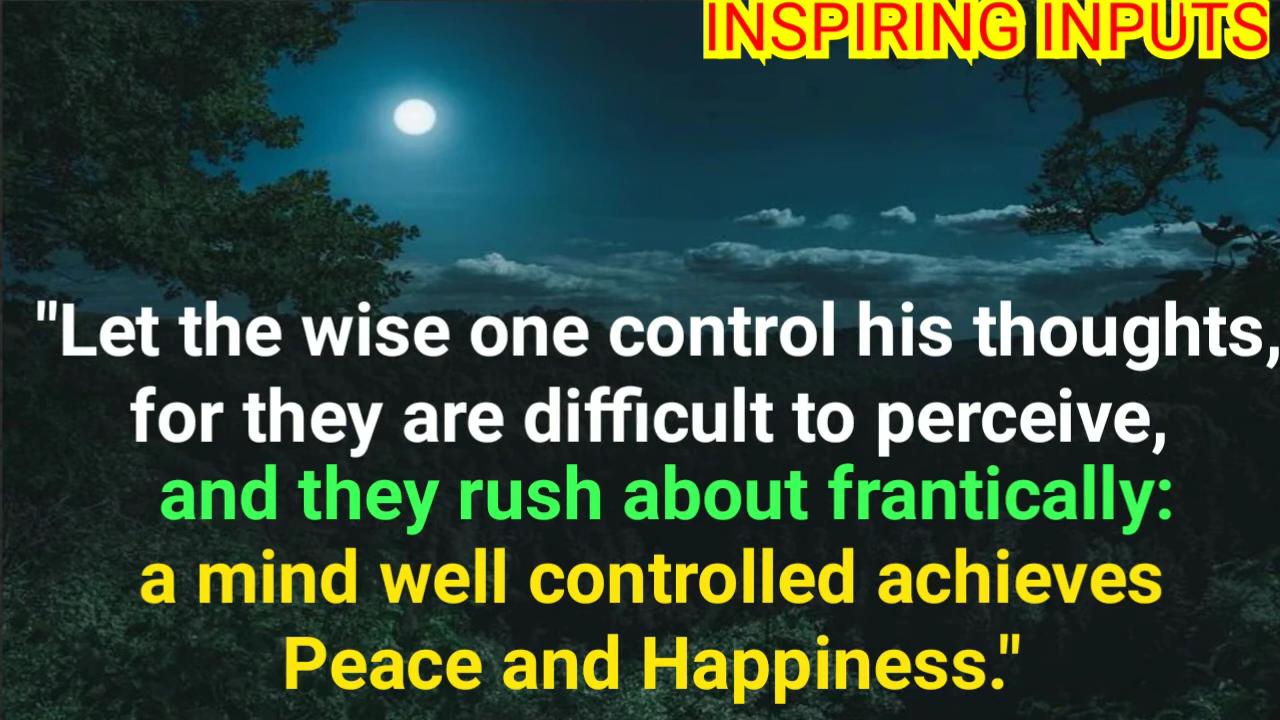 INSPIRING INPUTS
"Let the wise one control his thoughts,
for they are difficult to perceive,
and they rush about frantically:
a mind well controlled achieves
Peace and Happiness."